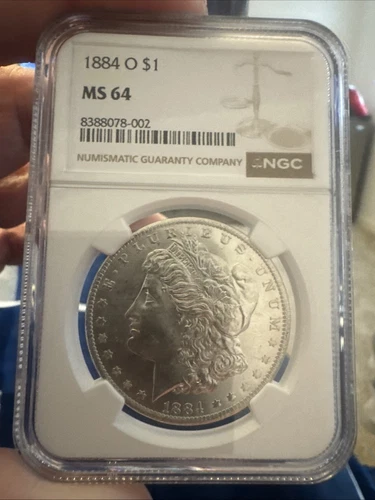 1884 O $1
MS 64
8388078-002
NUMISMATIC GUARANTY COMPANY
NGC
E · PLURIBUS · UNUM
1884